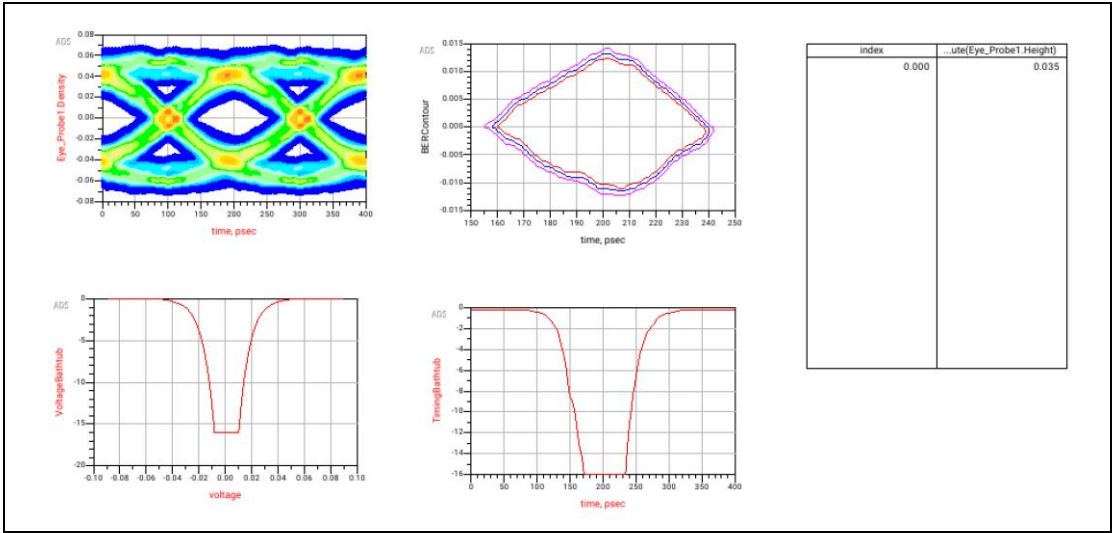 ADS
Eye_Probe1.Density
0.08
0.06
0.04
0.02
0.00
-0.02
-0.04
-0.06
-0.08
0 50 100 150 200 250 300 350 400
time, psec
ADS
BERContour
0.015
0.010
0.005
0.000
-0.005
-0.010
-0.015
150 160 170 180 190 200 210 220 230 240 250
time, psec
index ...ute(Eye_Probe1.Height)
0.000 0.035
ADS
VoltageBathtub
0
-5
-10
-15
-20
-0.10 -0.08 -0.06 -0.04 -0.02 0.00 0.02 0.04 0.06 0.08 0.10
voltage
ADS
TimingBathtub
0
-2
-4
-6
-8
-10
-12
-14
-16
0 50 100 150 200 250 300 350 400
time, psec